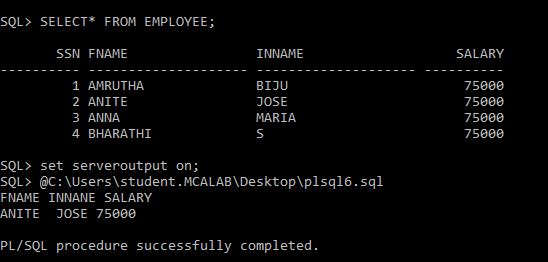 SQL> SELECT* FROM EMPLOYEE;
SSN FNAME INNAME SALARY
---------- -------------------- -------------------- ----------
1 AMRUTHA BIJU 75000
2 ANITE JOSE 75000
3 ANNA MARIA 75000
4 BHARATHI S 75000
SQL> set serveroutput on;
SQL> @C:\Users\student.MCALAB\Desktop\plsql6.sql
FNAME INNANE SALARY
ANITE JOSE 75000
PL/SQL procedure successfully completed.